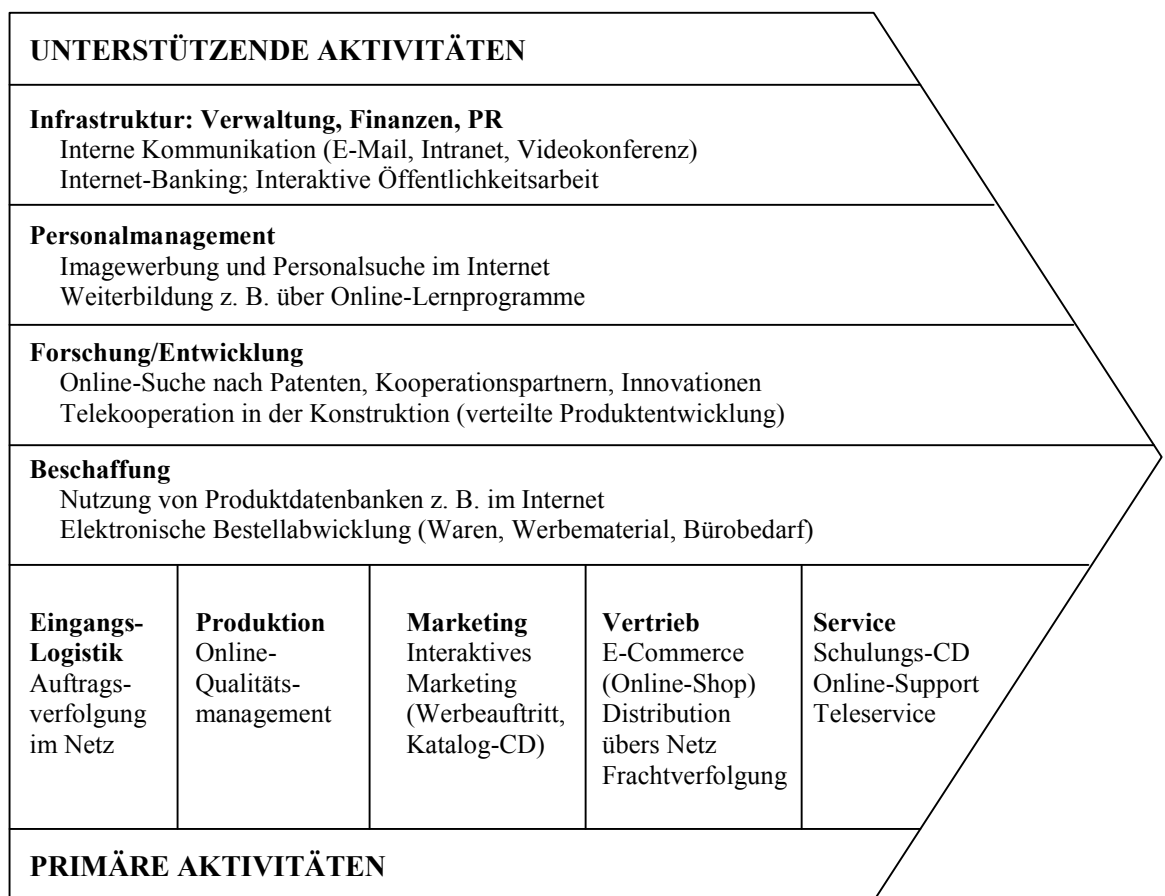 UNTERSTÜTZENDE AKTIVITÄTEN
Infrastruktur: Verwaltung, Finanzen, PR
Interne Kommunikation (E-Mail, Intranet, Videokonferenz)
Internet-Banking; Interaktive Öffentlichkeitsarbeit
Personalmanagement
Imagewerbung und Personalsuche im Internet
Weiterbildung z. B. über Online-Lernprogramme
Forschung/Entwicklung
Online-Suche nach Patenten, Kooperationspartnern, Innovationen
Telekooperation in der Konstruktion (verteilte Produktentwicklung)
Beschaffung
Nutzung von Produktdatenbanken z. B. im Internet
Elektronische Bestellabwicklung (Waren, Werbematerial, Bürobedarf)
Eingangs-
Logistik
Auftrags-
verfolgung
im Netz
Produktion
Online-
Qualitäts-
management
Marketing
Interaktives
Marketing
(Werbeauftritt,
Katalog-CD)
Vertrieb
E-Commerce
(Online-Shop)
Distribution
übers Netz
Frachtverfolgung
Service
Schulungs-CD
Online-Support
Teleservice
PRIMÄRE AKTIVITÄTEN